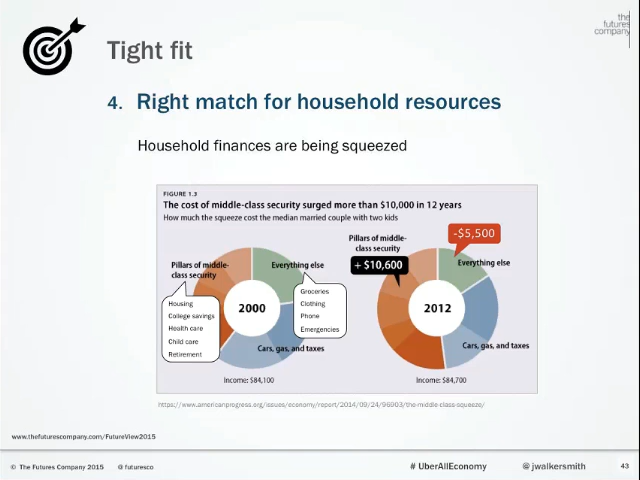 the
futures
company
Tight fit
4. Right match for household resources
Household finances are being squeezed
FIGURE 1.3
The cost of middle-class security surged more than $10,000 in 12 years
How much the squeeze cost the median married couple with two kids
Pillars of middle-
class security
Housing
College savings
Health care
Child care
Retirement
Everything else
Groceries
Clothing
Phone
Emergencies
2000
Cars, gas, and taxes
Income: $84,100
Pillars of middle-
class security
+ $10,600
-$5,500
Everything else
2012
Cars, gas, and taxes
Income: $84,700
https://www.americanprogress.org/issues/economy/report/2014/09/24/96903/the-middle-class-squeeze/
www.thefuturescompany.com/FutureView2015
© The Futures Company 2015 @ futuresco
# UberAllEconomy @ jwalkersmith 43